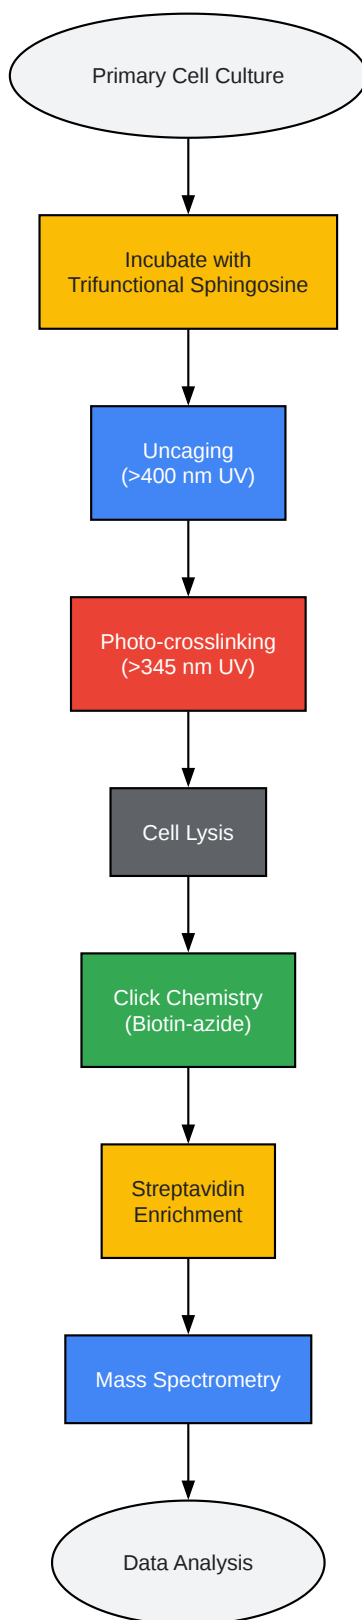 Primary Cell Culture
Incubate with
Trifunctional Sphingosine
Uncaging
(>400 nm UV)
Photo-crosslinking
(>345 nm UV)
Cell Lysis
Click Chemistry
(Biotin-azide)
Streptavidin
Enrichment
Mass Spectrometry
Data Analysis